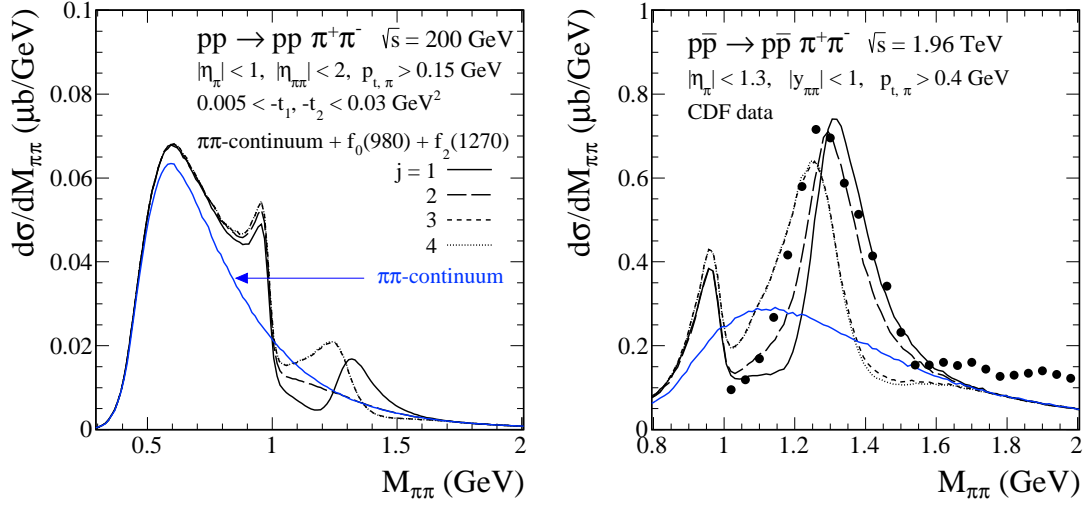 dσ/dM_ππ (μb/GeV)
0.1
0.08
0.06
0.04
0.02
0
pp → pp π⁺π⁻ √s = 200 GeV
|η_π| < 1, |η_ππ| < 2, p_t,π > 0.15 GeV
0.005 < -t₁, -t₂ < 0.03 GeV²
ππ-continuum + f₀(980) + f₂(1270)
j = 1
2
3
4
ππ-continuum
0.5 1 1.5 2
M_ππ (GeV)
dσ/dM_ππ (μb/GeV)
1
0.8
0.6
0.4
0.2
0
pp̅ → pp̅ π⁺π⁻ √s = 1.96 TeV
|η_π| < 1.3, |y_ππ| < 1, p_t,π > 0.4 GeV
CDF data
0.8 1 1.2 1.4 1.6 1.8 2
M_ππ (GeV)